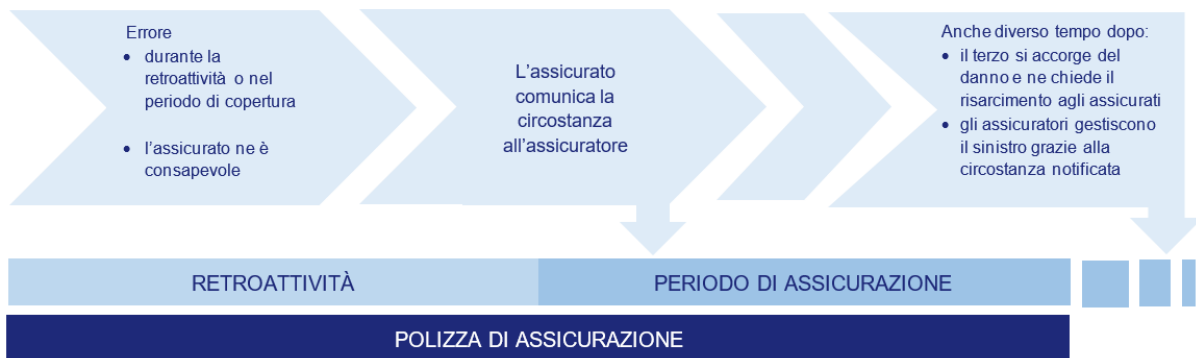 Errore
• durante la
retroattività o nel
periodo di copertura
• l'assicurato ne è
consapevole
L'assicurato
comunica la
circostanza
all'assicuratore
Anche diverso tempo dopo:
• il terzo si accorge del
danno e ne chiede il
risarcimento agli assicurati
• gli assicuratori gestiscono
il sinistro grazie alla
circostanza notificata
RETROATTIVITÀ
PERIODO DI ASSICURAZIONE
POLIZZA DI ASSICURAZIONE